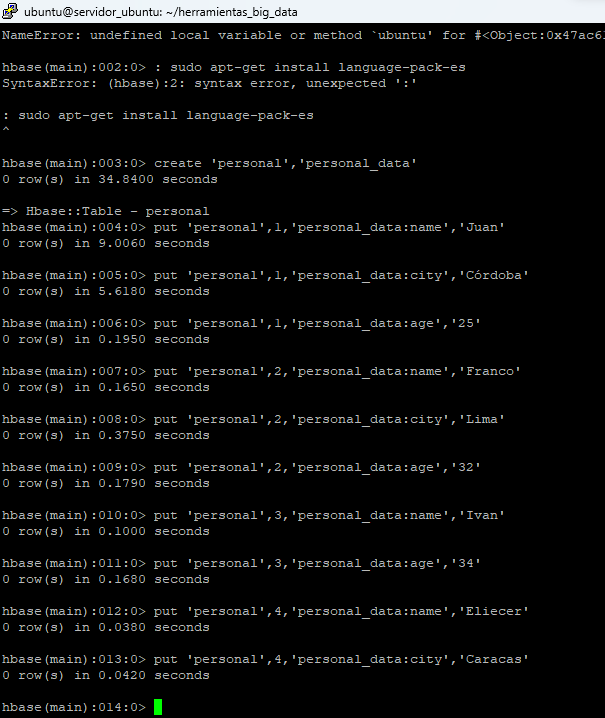 ubuntu@servidor_ubuntu: ~/herramientas_big_data
NameError: undefined local variable or method `ubuntu' for #<Object:0x47ac61
hbase(main):002:0> : sudo apt-get install language-pack-es
SyntaxError: (hbase):2: syntax error, unexpected ':'
: sudo apt-get install language-pack-es
^
hbase(main):003:0> create 'personal','personal_data'
0 row(s) in 34.8400 seconds
=> Hbase::Table - personal
hbase(main):004:0> put 'personal',1,'personal_data:name','Juan'
0 row(s) in 9.0060 seconds
hbase(main):005:0> put 'personal',1,'personal_data:city','Córdoba'
0 row(s) in 5.6180 seconds
hbase(main):006:0> put 'personal',1,'personal_data:age','25'
0 row(s) in 0.1950 seconds
hbase(main):007:0> put 'personal',2,'personal_data:name','Franco'
0 row(s) in 0.1650 seconds
hbase(main):008:0> put 'personal',2,'personal_data:city','Lima'
0 row(s) in 0.3750 seconds
hbase(main):009:0> put 'personal',2,'personal_data:age','32'
0 row(s) in 0.1790 seconds
hbase(main):010:0> put 'personal',3,'personal_data:name','Ivan'
0 row(s) in 0.1000 seconds
hbase(main):011:0> put 'personal',3,'personal_data:age','34'
0 row(s) in 0.1680 seconds
hbase(main):012:0> put 'personal',4,'personal_data:name','Eliecer'
0 row(s) in 0.0380 seconds
hbase(main):013:0> put 'personal',4,'personal_data:city','Caracas'
0 row(s) in 0.0420 seconds
hbase(main):014:0>